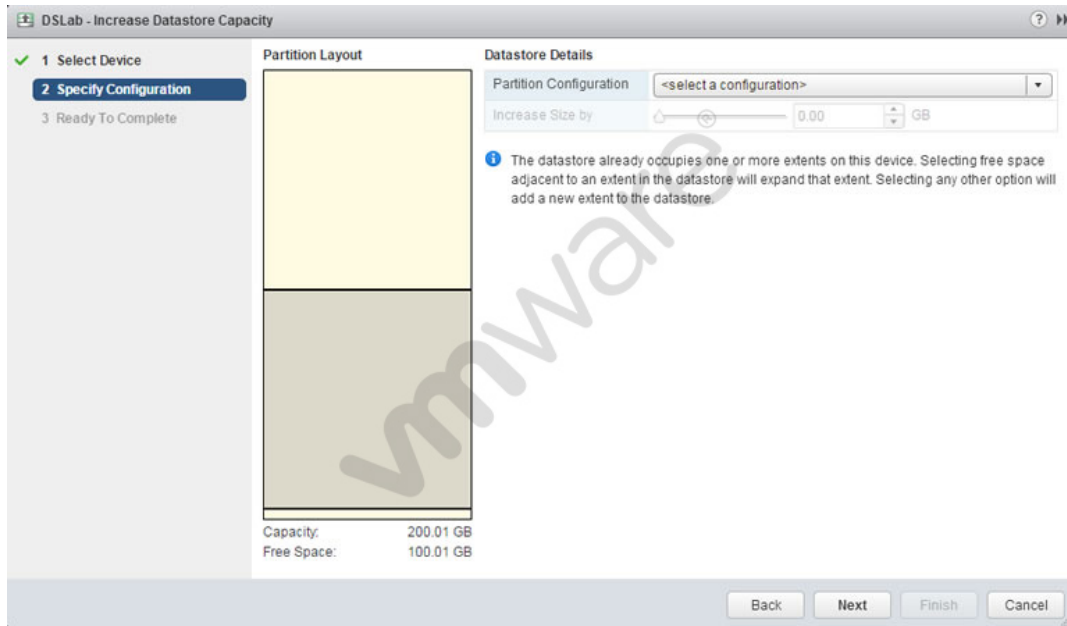 DSLab - Increase Datastore Capacity
1 Select Device
2 Specify Configuration
3 Ready To Complete
Partition Layout
Capacity: 200.01 GB
Free Space: 100.01 GB
Datastore Details
Partition Configuration <select a configuration>
Increase Size by 0.00 GB
The datastore already occupies one or more extents on this device. Selecting free space
adjacent to an extent in the datastore will expand that extent. Selecting any other option will
add a new extent to the datastore.
vmware
Back Next Finish Cancel